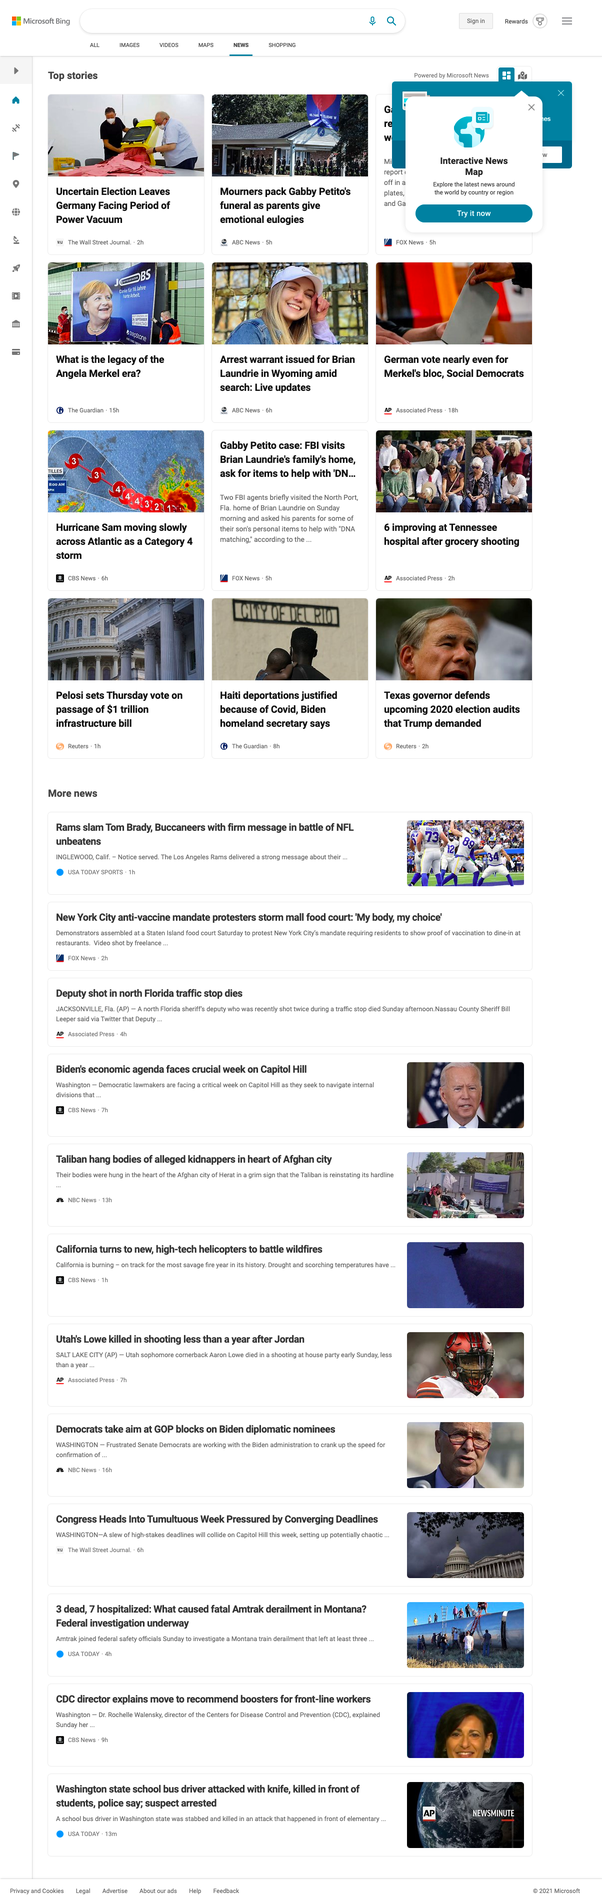 Microsoft Bing
Sign in
Rewards
ALL IMAGES VIDEOS MAPS NEWS SHOPPING
Top stories
Powered by Microsoft News
Interactive News
Map
Explore the latest news around
the world by country or region
Try it now
Uncertain Election Leaves
Germany Facing Period of
Power Vacuum
The Wall Street Journal. · 2h
Mourners pack Gabby Petito's
funeral as parents give
emotional eulogies
ABC News · 5h
FOX News · 5h
What is the legacy of the
Angela Merkel era?
The Guardian · 15h
Arrest warrant issued for Brian
Laundrie in Wyoming amid
search: Live updates
ABC News · 6h
German vote nearly even for
Merkel's bloc, Social Democrats
AP Associated Press · 18h
Hurricane Sam moving slowly
across Atlantic as a Category 4
storm
CBS News · 6h
Gabby Petito case: FBI visits
Brian Laundrie's family's home,
ask for items to help with 'DN...
Two FBI agents briefly visited the North Port,
Fla. home of Brian Laundrie on Sunday
morning and asked his parents for some of
their son's personal items to help with "DNA
matching," according to the ...
FOX News · 5h
6 improving at Tennessee
hospital after grocery shooting
AP Associated Press · 2h
CITY OF DEL RIO
Pelosi sets Thursday vote on
passage of $1 trillion
infrastructure bill
Reuters · 1h
Haiti deportations justified
because of Covid, Biden
homeland secretary says
The Guardian · 8h
Texas governor defends
upcoming 2020 election audits
that Trump demanded
Reuters · 2h
More news
Rams slam Tom Brady, Buccaneers with firm message in battle of NFL
unbeatens
INGLEWOOD, Calif. – Notice served. The Los Angeles Rams delivered a strong message about their ...
USA TODAY SPORTS · 1h
New York City anti-vaccine mandate protesters storm mall food court: 'My body, my choice'
Demonstrators assembled at a Staten Island food court Saturday to protest New York City's mandate requiring residents to show proof of vaccination to dine-in at
restaurants. Video shot by freelance ...
FOX News · 2h
Deputy shot in north Florida traffic stop dies
JACKSONVILLE, Fla. (AP) — A north Florida sheriff's deputy who was recently shot twice during a traffic stop died Sunday afternoon.Nassau County Sheriff Bill
Leeper said via Twitter that Deputy ...
AP Associated Press · 4h
Biden's economic agenda faces crucial week on Capitol Hill
Washington — Democratic lawmakers are facing a critical week on Capitol Hill as they seek to navigate internal
divisions that ...
CBS News · 7h
Taliban hang bodies of alleged kidnappers in heart of Afghan city
Their bodies were hung in the heart of the Afghan city of Herat in a grim sign that the Taliban is reinstating its hardline
...
NBC News · 13h
California turns to new, high-tech helicopters to battle wildfires
California is burning – on track for the most savage fire year in its history. Drought and scorching temperatures have ...
CBS News · 1h
Utah's Lowe killed in shooting less than a year after Jordan
SALT LAKE CITY (AP) — Utah sophomore cornerback Aaron Lowe died in a shooting at house party early Sunday, less
than a year ...
AP Associated Press · 7h
Democrats take aim at GOP blocks on Biden diplomatic nominees
WASHINGTON — Frustrated Senate Democrats are working with the Biden administration to crank up the speed for
confirmation of ...
NBC News · 16h
Congress Heads Into Tumultuous Week Pressured by Converging Deadlines
WASHINGTON—A slew of high-stakes deadlines will collide on Capitol Hill this week, setting up potentially chaotic ...
The Wall Street Journal. · 6h
3 dead, 7 hospitalized: What caused fatal Amtrak derailment in Montana?
Federal investigation underway
Amtrak joined federal safety officials Sunday to investigate a Montana train derailment that left at least three ...
USA TODAY · 4h
CDC director explains move to recommend boosters for front-line workers
Washington — Dr. Rochelle Walensky, director of the Centers for Disease Control and Prevention (CDC), explained
Sunday her ...
CBS News · 9h
Washington state school bus driver attacked with knife, killed in front of
students, police say; suspect arrested
A school bus driver in Washington state was stabbed and killed in an attack that happened in front of elementary ...
USA TODAY · 13m
AP NEWSMINUTE
Privacy and Cookies Legal Advertise About our ads Help Feedback
© 2021 Microsoft